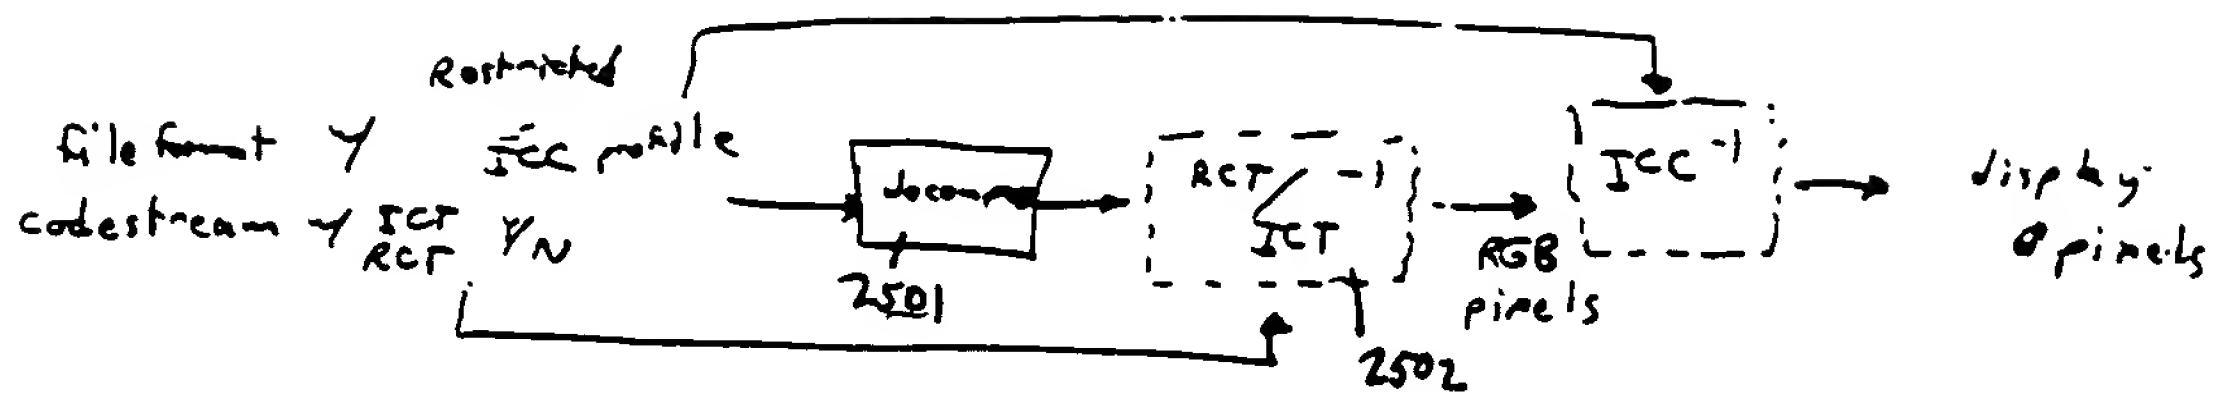 Restricted
file format Y ICC profile
codestream Y ICT Y/N
RCT
decomp
2501
RCT/ICT -1
2502
RGB
pixels
ICC -1
display
pixels